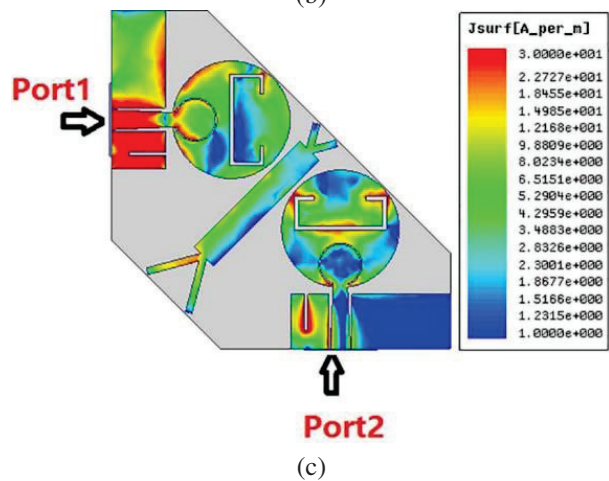 (b)
Jsurf[A_per_m]
3.0000e+001
2.2727e+001
1.8455e+001
1.4985e+001
1.2168e+001
9.8809e+000
8.0234e+000
6.5151e+000
5.2904e+000
4.2959e+000
3.4883e+000
2.8326e+000
2.3001e+000
1.8677e+000
1.5166e+000
1.2315e+000
1.0000e+000
Port1
Port2
(c)